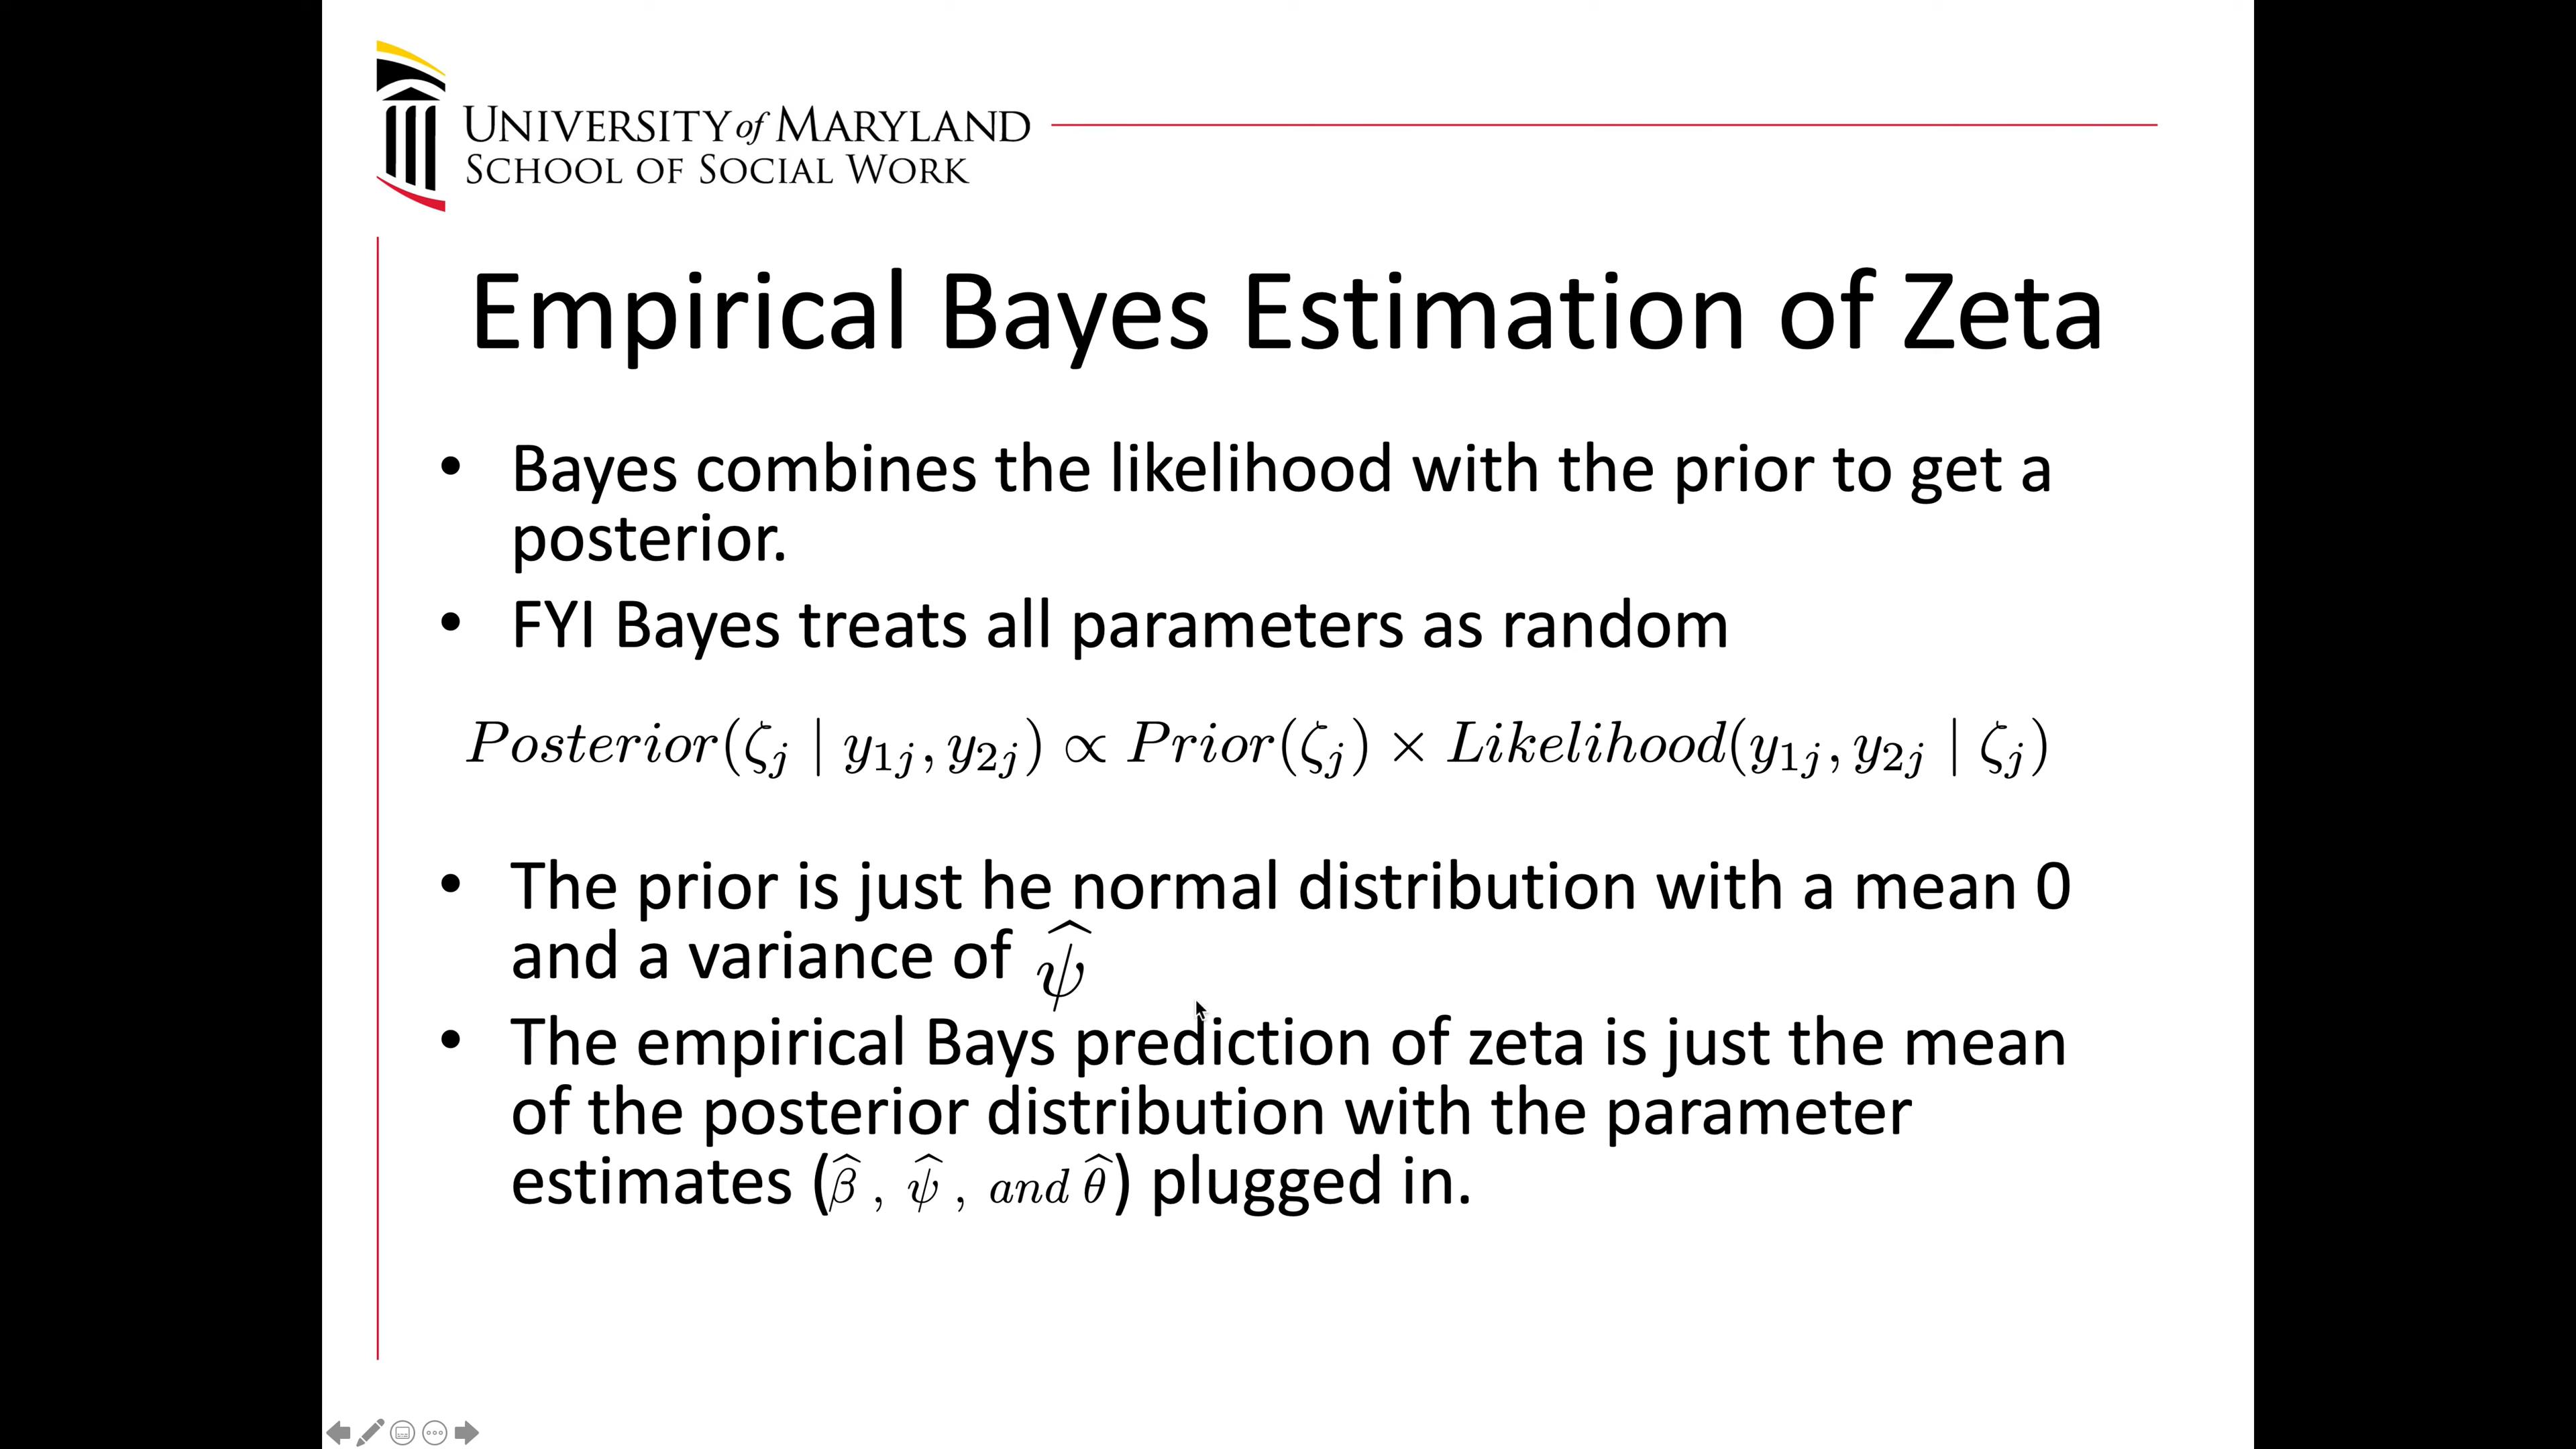 UNIVERSITY of MARYLAND
SCHOOL OF SOCIAL WORK
Empirical Bayes Estimation of Zeta
• Bayes combines the likelihood with the prior to get a
posterior.
• FYI Bayes treats all parameters as random
Posterior(ζⱼ | y₁ⱼ, y₂ⱼ) ∝ Prior(ζⱼ) × Likelihood(y₁ⱼ, y₂ⱼ | ζⱼ)
• The prior is just he normal distribution with a mean 0
and a variance of ψ̂
• The empirical Bays prediction of zeta is just the mean
of the posterior distribution with the parameter
estimates (β̂ , ψ̂ , and θ̂) plugged in.